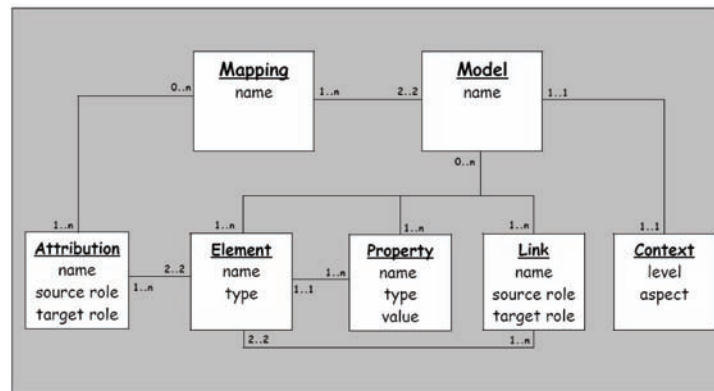 Mapping
name
Model
name
0..n
1..n
2..2
1..1
0..n
1..n
1..n
1..n
1..n
1..1
Attribution
name
source role
target role
2..2
1..n
Element
name
type
1..n
1..1
Property
name
type
value
Link
name
source role
target role
Context
level
aspect
2..2
1..n